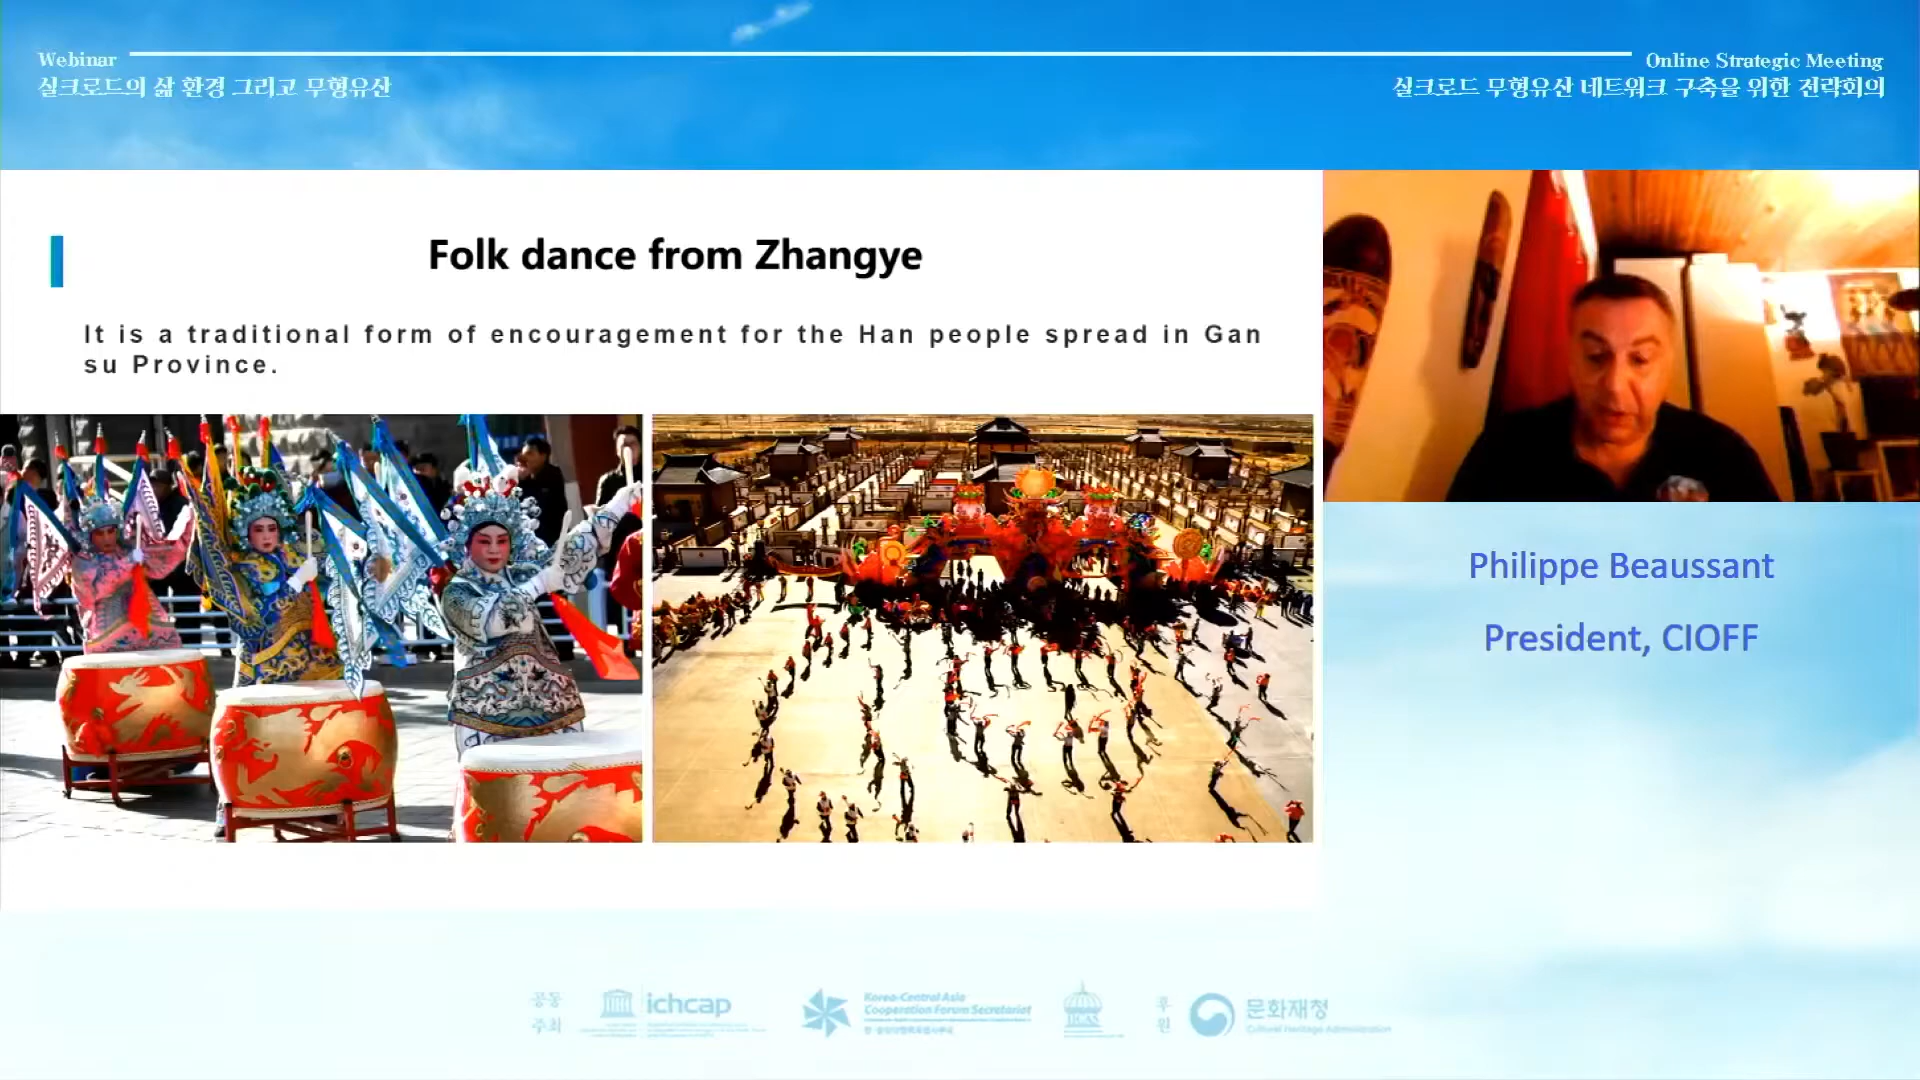 Webinar
실크로드의 삶 환경 그리고 무형유산
Online Strategic Meeting
실크로드 무형유산 네트워크 구축을 위한 전략회의
Folk dance from Zhangye
It is a traditional form of encouragement for the Han people spread in Gan
su Province.
Philippe Beaussant
President, CIOFF
공동
주최
ichcap
Korea-Central Asia
Cooperation Forum Secretariat
IICAS
후
원
문화재청
Cultural Heritage Administration